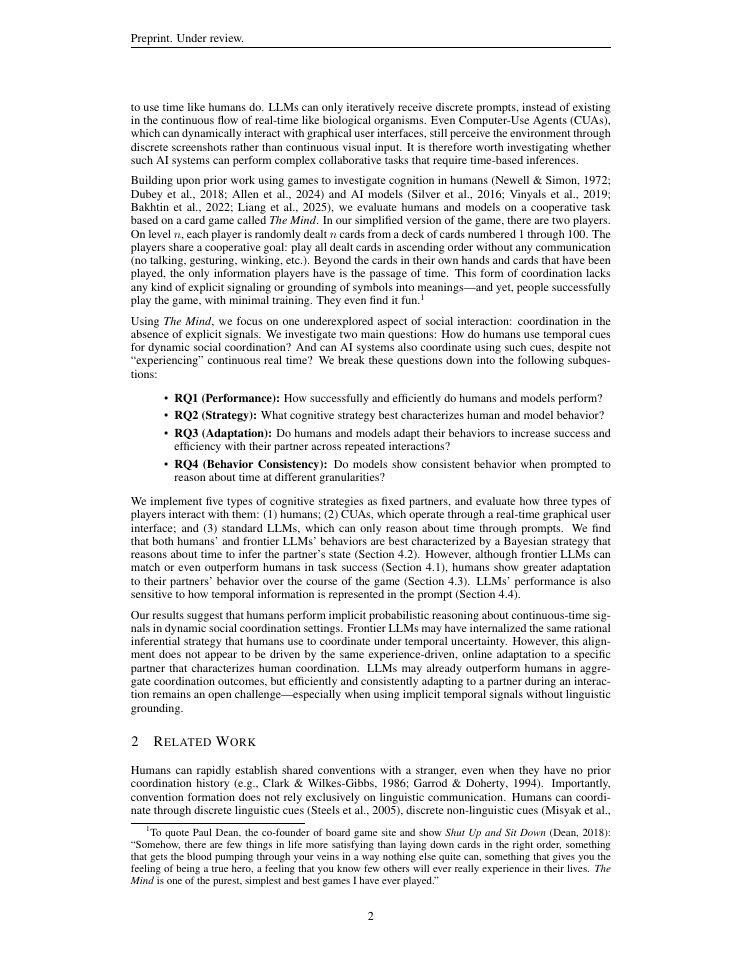 Preprint. Under review.
to use time like humans do. LLMs can only iteratively receive discrete prompts, instead of existing
in the continuous flow of real-time like biological organisms. Even Computer-Use Agents (CUAs),
which can dynamically interact with graphical user interfaces, still perceive the environment through
discrete screenshots rather than continuous visual input. It is therefore worth investigating whether
such AI systems can perform complex collaborative tasks that require time-based inferences.
Building upon prior work using games to investigate cognition in humans (Newell & Simon, 1972;
Dubey et al., 2018; Allen et al., 2024) and AI models (Silver et al., 2016; Vinyals et al., 2019;
Bakhtin et al., 2022; Liang et al., 2025), we evaluate humans and models on a cooperative task
based on a card game called The Mind. In our simplified version of the game, there are two players.
On level n, each player is randomly dealt n cards from a deck of cards numbered 1 through 100. The
players share a cooperative goal: play all dealt cards in ascending order without any communication
(no talking, gesturing, winking, etc.). Beyond the cards in their own hands and cards that have been
played, the only information players have is the passage of time. This form of coordination lacks
any kind of explicit signaling or grounding of symbols into meanings—and yet, people successfully
play the game, with minimal training. They even find it fun.1
Using The Mind, we focus on one underexplored aspect of social interaction: coordination in the
absence of explicit signals. We investigate two main questions: How do humans use temporal cues
for dynamic social coordination? And can AI systems also coordinate using such cues, despite not
“experiencing” continuous real time? We break these questions down into the following subques-
tions:
• RQ1 (Performance): How successfully and efficiently do humans and models perform?
• RQ2 (Strategy): What cognitive strategy best characterizes human and model behavior?
• RQ3 (Adaptation): Do humans and models adapt their behaviors to increase success and
efficiency with their partner across repeated interactions?
• RQ4 (Behavior Consistency): Do models show consistent behavior when prompted to
reason about time at different granularities?
We implement five types of cognitive strategies as fixed partners, and evaluate how three types of
players interact with them: (1) humans; (2) CUAs, which operate through a real-time graphical user
interface; and (3) standard LLMs, which can only reason about time through prompts. We find
that both humans’ and frontier LLMs’ behaviors are best characterized by a Bayesian strategy that
reasons about time to infer the partner’s state (Section 4.2). However, although frontier LLMs can
match or even outperform humans in task success (Section 4.1), humans show greater adaptation
to their partners’ behavior over the course of the game (Section 4.3). LLMs’ performance is also
sensitive to how temporal information is represented in the prompt (Section 4.4).
Our results suggest that humans perform implicit probabilistic reasoning about continuous-time sig-
nals in dynamic social coordination settings. Frontier LLMs may have internalized the same rational
inferential strategy that humans use to coordinate under temporal uncertainty. However, this align-
ment does not appear to be driven by the same experience-driven, online adaptation to a specific
partner that characterizes human coordination. LLMs may already outperform humans in aggre-
gate coordination outcomes, but efficiently and consistently adapting to a partner during an interac-
tion remains an open challenge—especially when using implicit temporal signals without linguistic
grounding.
2 RELATED WORK
Humans can rapidly establish shared conventions with a stranger, even when they have no prior
coordination history (e.g., Clark & Wilkes-Gibbs, 1986; Garrod & Doherty, 1994). Importantly,
convention formation does not rely exclusively on linguistic communication. Humans can coordi-
nate through discrete linguistic cues (Steels et al., 2005), discrete non-linguistic cues (Misyak et al.,
1To quote Paul Dean, the co-founder of board game site and show Shut Up and Sit Down (Dean, 2018):
“Somehow, there are few things in life more satisfying than laying down cards in the right order, something
that gets the blood pumping through your veins in a way nothing else quite can, something that gives you the
feeling of being a true hero, a feeling that you know few others will ever really experience in their lives. The
Mind is one of the purest, simplest and best games I have ever played.”
2